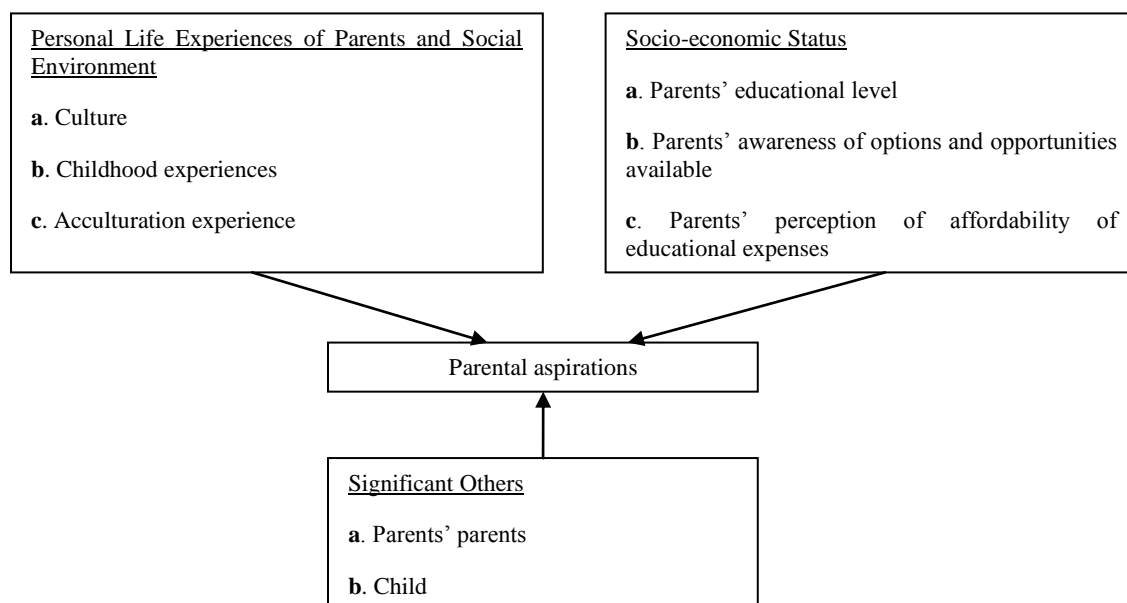 Personal Life Experiences of Parents and Social
Environment
a. Culture
b. Childhood experiences
c. Acculturation experience
Socio-economic Status
a. Parents’ educational level
b. Parents’ awareness of options and opportunities
available
c. Parents’ perception of affordability of
educational expenses
Parental aspirations
Significant Others
a. Parents’ parents
b. Child